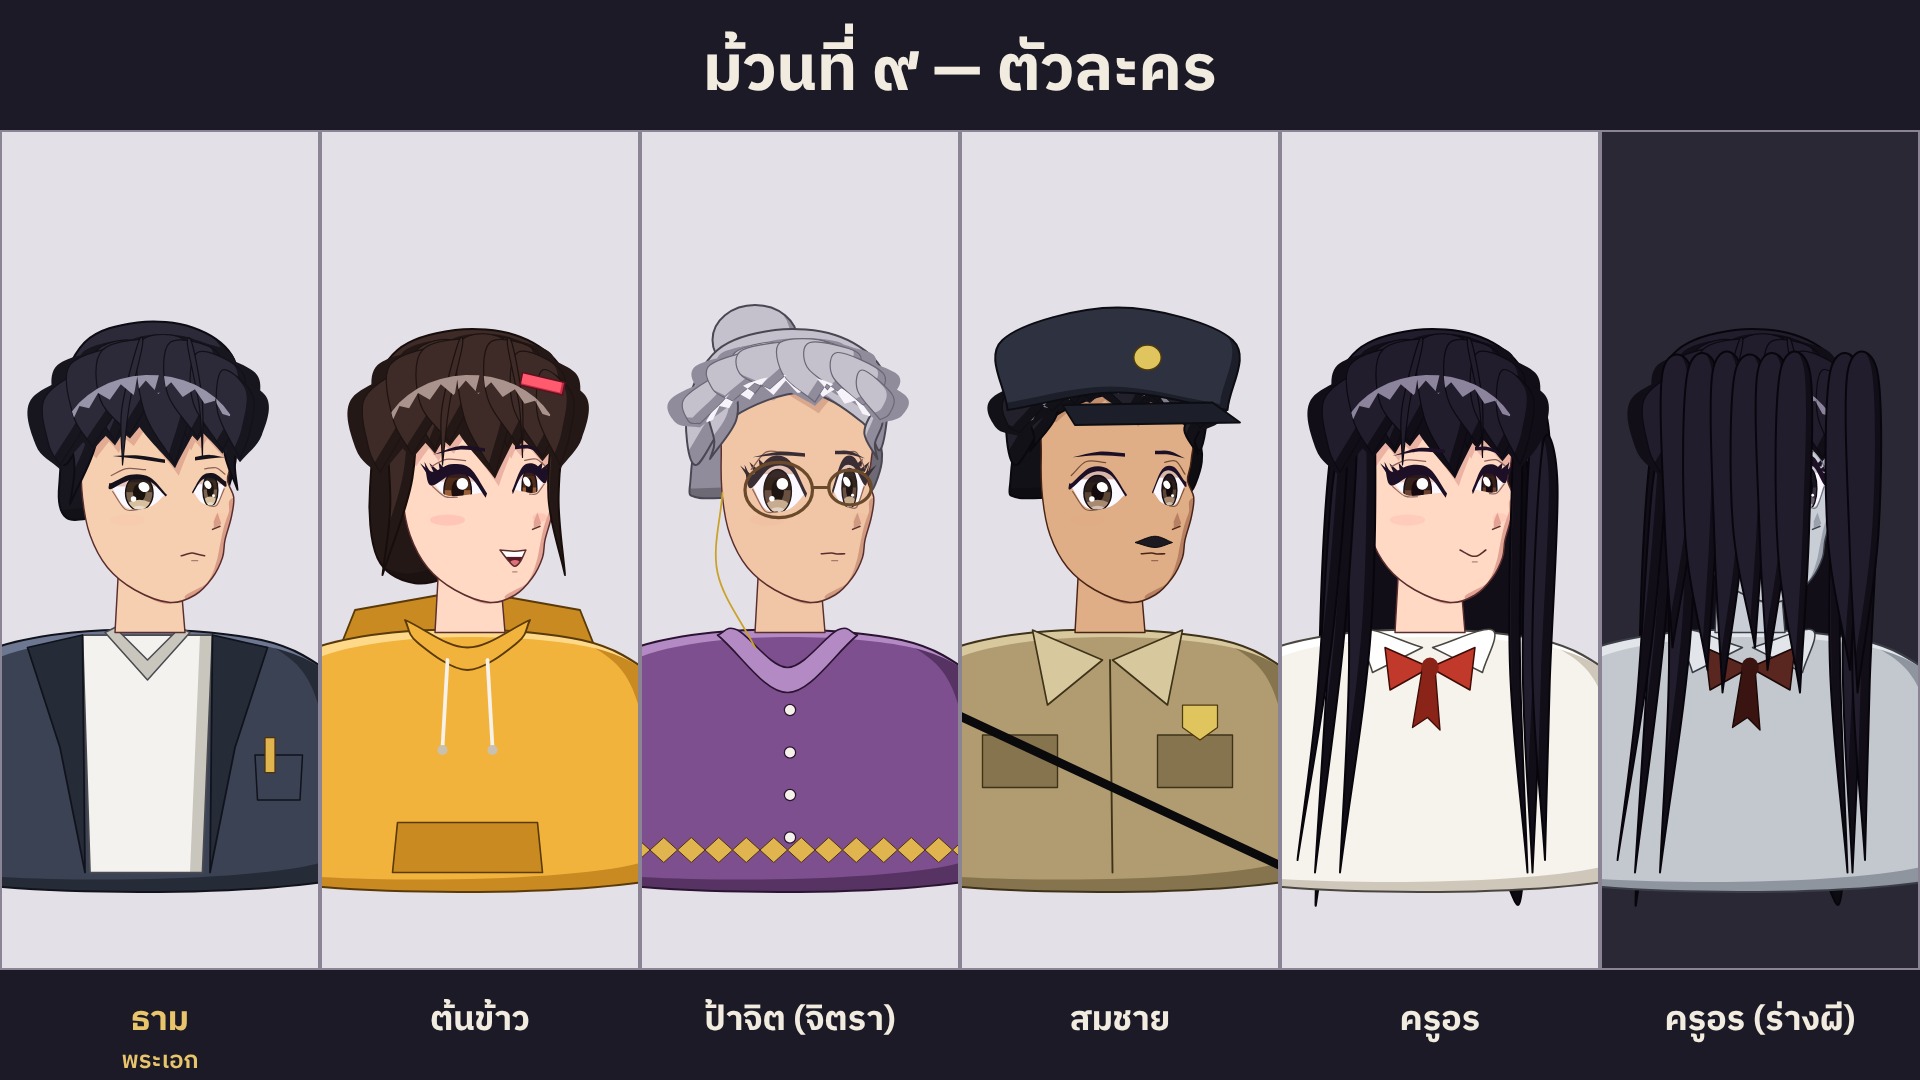 ม้วนที่ ๙ — ตัวละคร
ธาม
พระเอก
ต้นข้าว
ป้าจิต (จิตรา)
สมชาย
ครูอร
ครูอร (ร่างผี)